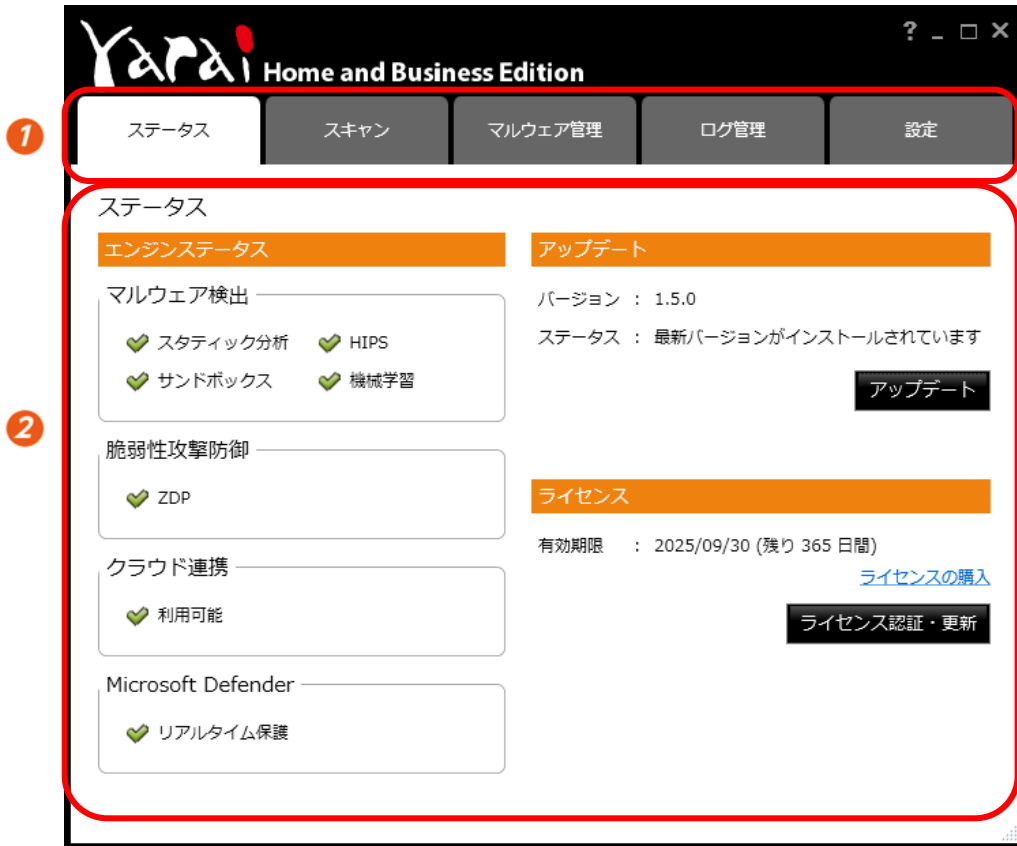 Yarai Home and Business Edition
? _ □ ×
1
ステータス スキャン マルウェア管理 ログ管理 設定
2
ステータス
エンジンステータス
マルウェア検出
スタティック分析 HIPS
サンドボックス 機械学習
脆弱性攻撃防御
ZDP
クラウド連携
利用可能
Microsoft Defender
リアルタイム保護
アップデート
バージョン : 1.5.0
ステータス : 最新バージョンがインストールされています
アップデート
ライセンス
有効期限 : 2025/09/30 (残り 365 日間)
ライセンスの購入
ライセンス認証・更新